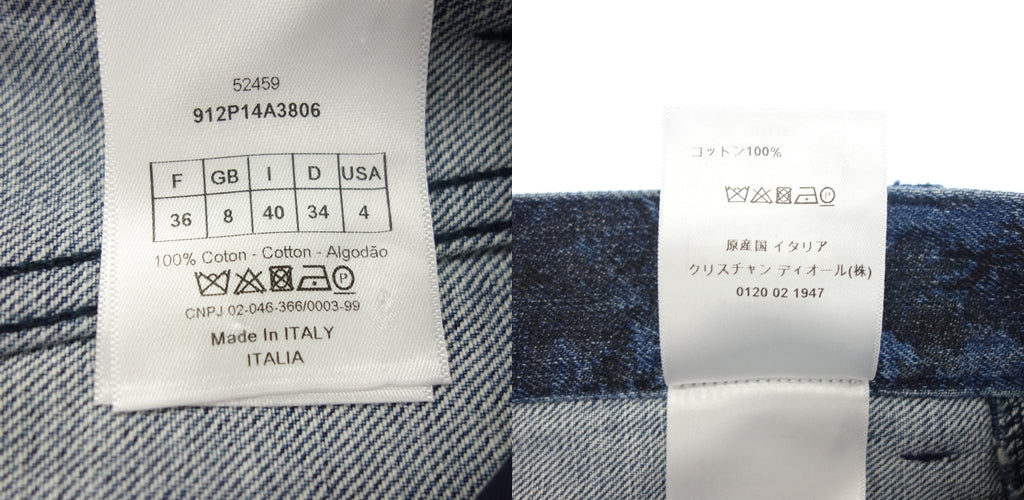 52459
912P14A3806
F GB I D USA
36 8 40 34 4
100% Coton - Cotton - Algodão
P
CNPJ 02-046-366/0003-99
Made In ITALY
ITALIA
コットン100%
P
原産国 イタリア
クリスチャン ディオール(株)
0120 02 1947